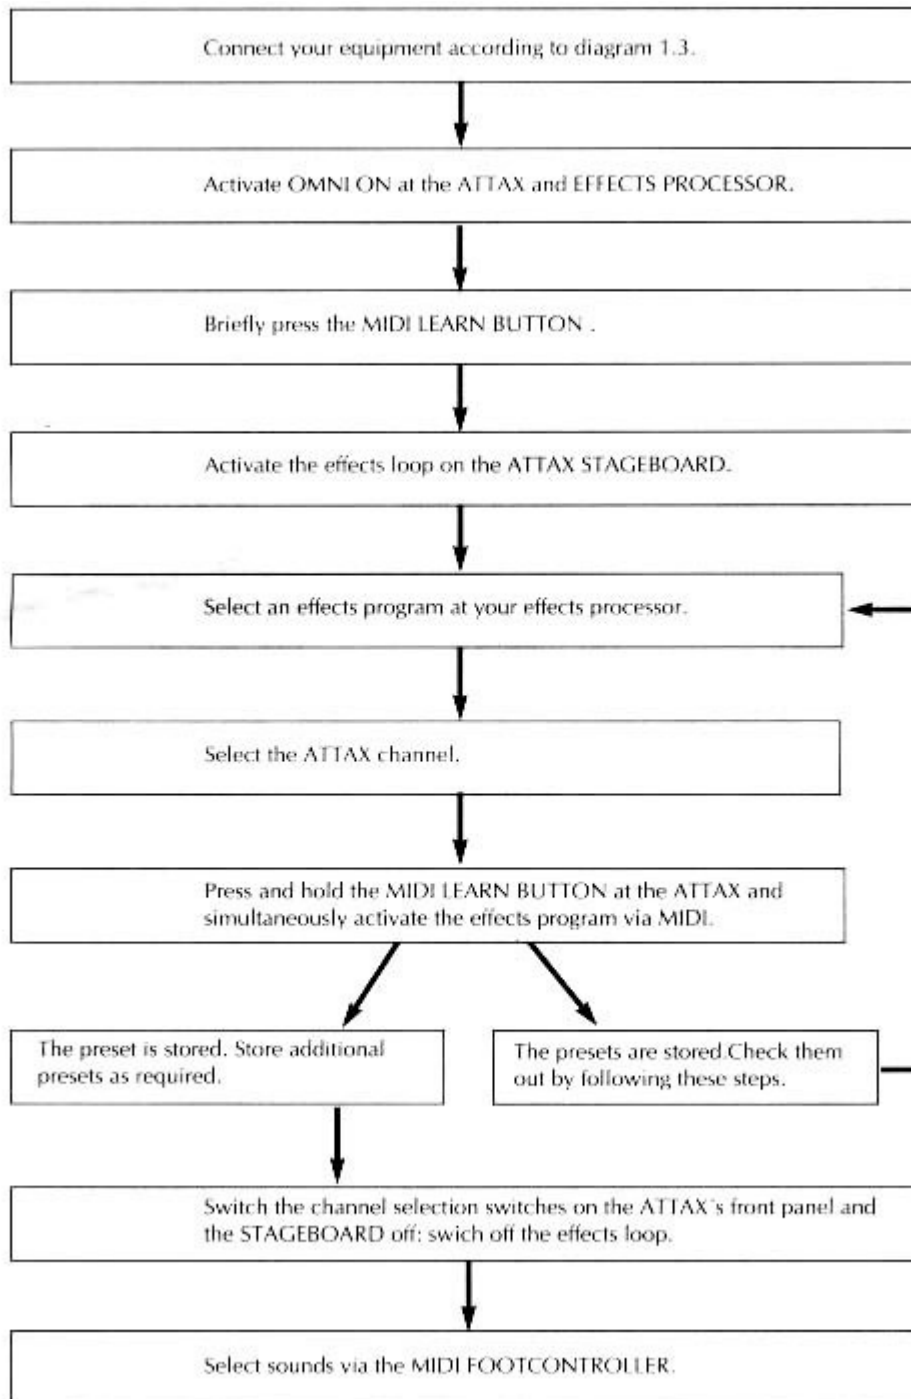 Connect your equipment according to diagram 1.3.
Activate OMNI ON at the ATTAX and EFFECTS PROCESSOR.
Briefly press the MIDI LEARN BUTTON .
Activate the effects loop on the ATTAX STAGEBOARD.
Select an effects program at your effects processor.
Select the ATTAX channel.
Press and hold the MIDI LEARN BUTTON at the ATTAX and
simultaneously activate the effects program via MIDI.
The preset is stored. Store additional
presets as required.
The presets are stored.Check them
out by following these steps.
Switch the channel selection switches on the ATTAX´s front panel and
the STAGEBOARD off: swich off the effects loop.
Select sounds via the MIDI FOOTCONTROLLER.